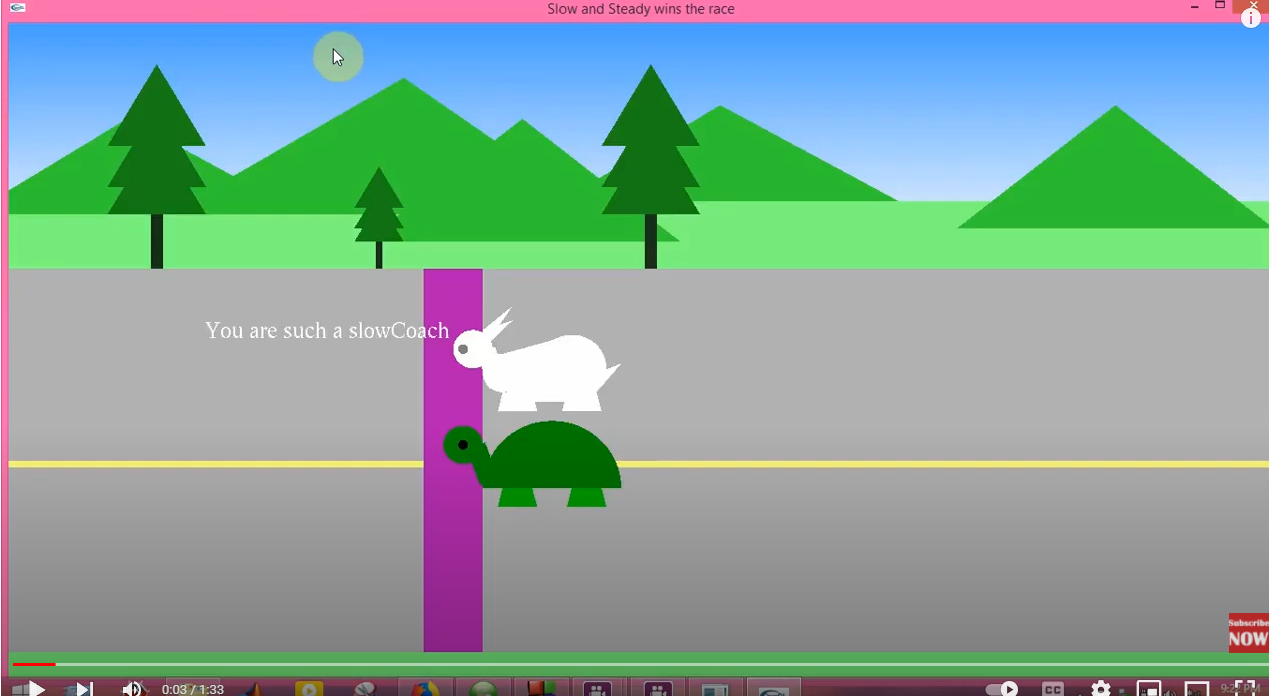 Slow and Steady wins the race
You are such a slowCoach
Subscribe
NOW
0:03 / 1:33
CC